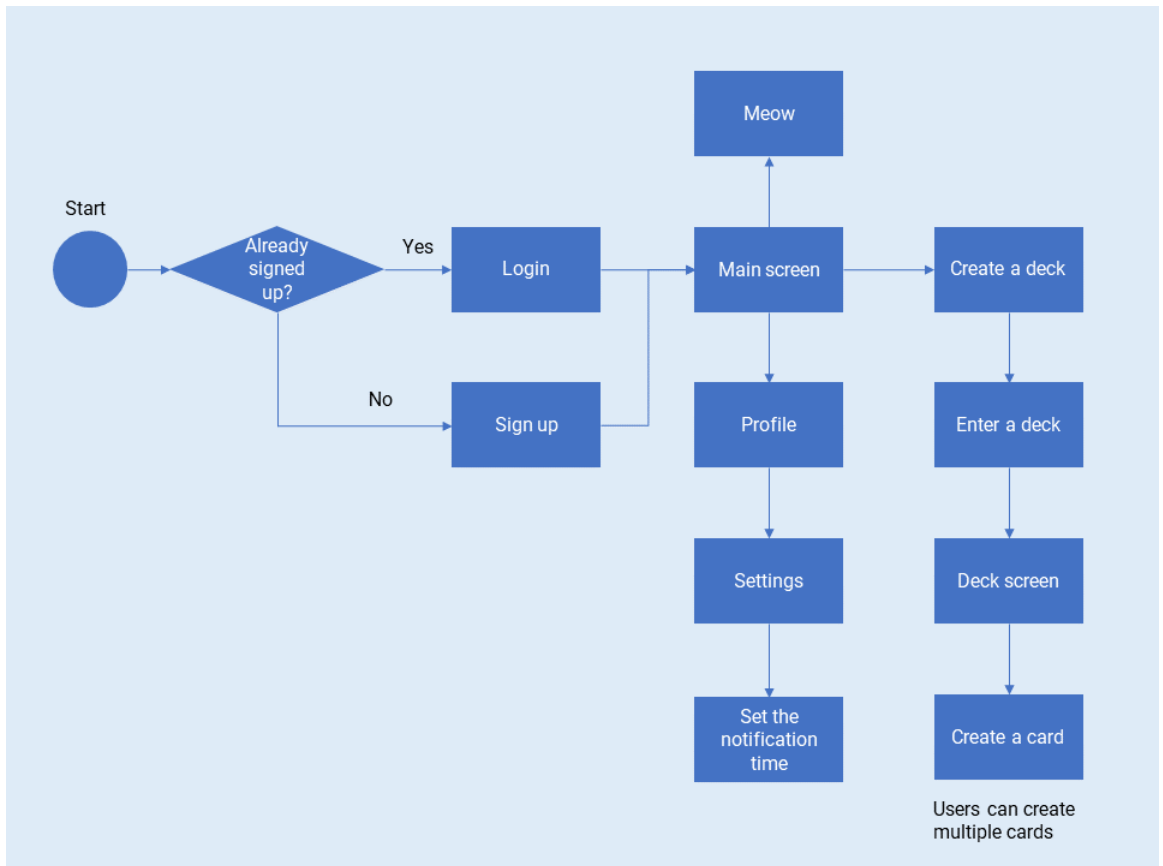 Meow
Start
Already
signed
up?
Yes
Login
Main screen
Create a deck
No
Sign up
Profile
Enter a deck
Settings
Deck screen
Set the
notification
time
Create a card
Users can create
multiple cards